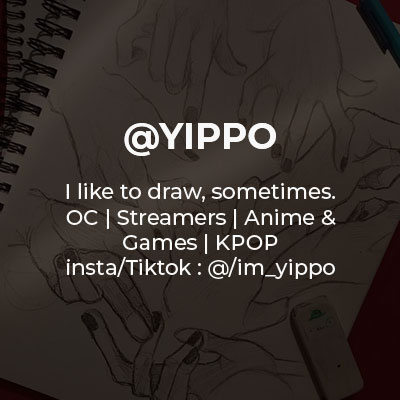 @YIPPO
I like to draw, sometimes.
OC | Streamers | Anime &
Games | KPOP
insta/Tiktok : @/im_yippo